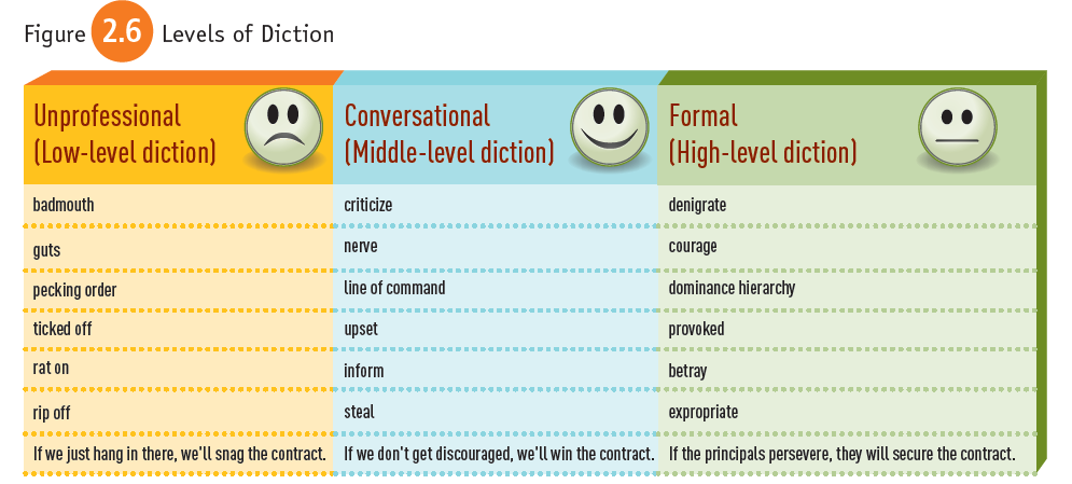 Figure 2.6 Levels of Diction
Unprofessional
(Low-level diction)
Conversational
(Middle-level diction)
Formal
(High-level diction)
badmouth criticize denigrate
guts nerve courage
pecking order line of command dominance hierarchy
ticked off upset provoked
rat on inform betray
rip off steal expropriate
If we just hang in there, we'll snag the contract. If we don't get discouraged, we'll win the contract. If the principals persevere, they will secure the contract.